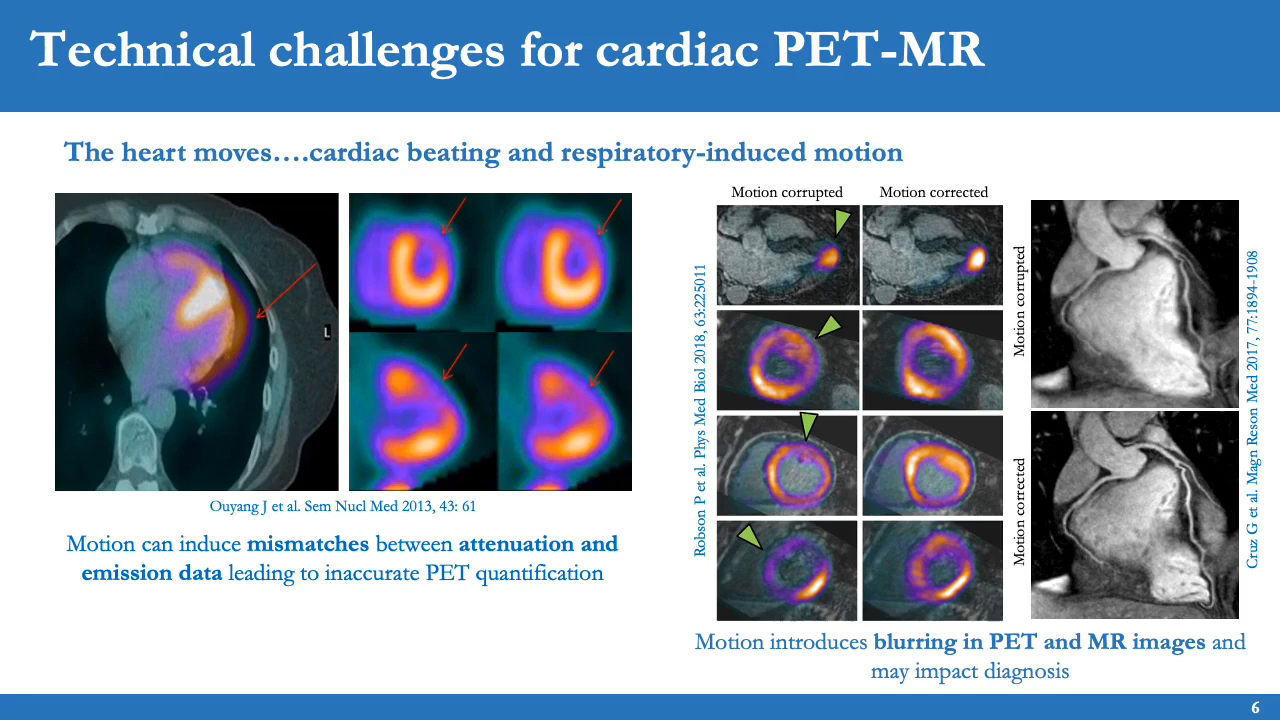 Technical challenges for cardiac PET-MR
The heart moves….cardiac beating and respiratory-induced motion
L
Ouyang J et al. Sem Nucl Med 2013, 43: 61
Motion can induce mismatches between attenuation and
emission data leading to inaccurate PET quantification
Motion corrupted
Motion corrected
Robson P et al. Phys Med Biol 2018, 63:225011
Motion corrupted
Motion corrected
Cruz G et al. Magn Reson Med 2017, 77:1894-1908
Motion introduces blurring in PET and MR images and
may impact diagnosis
6